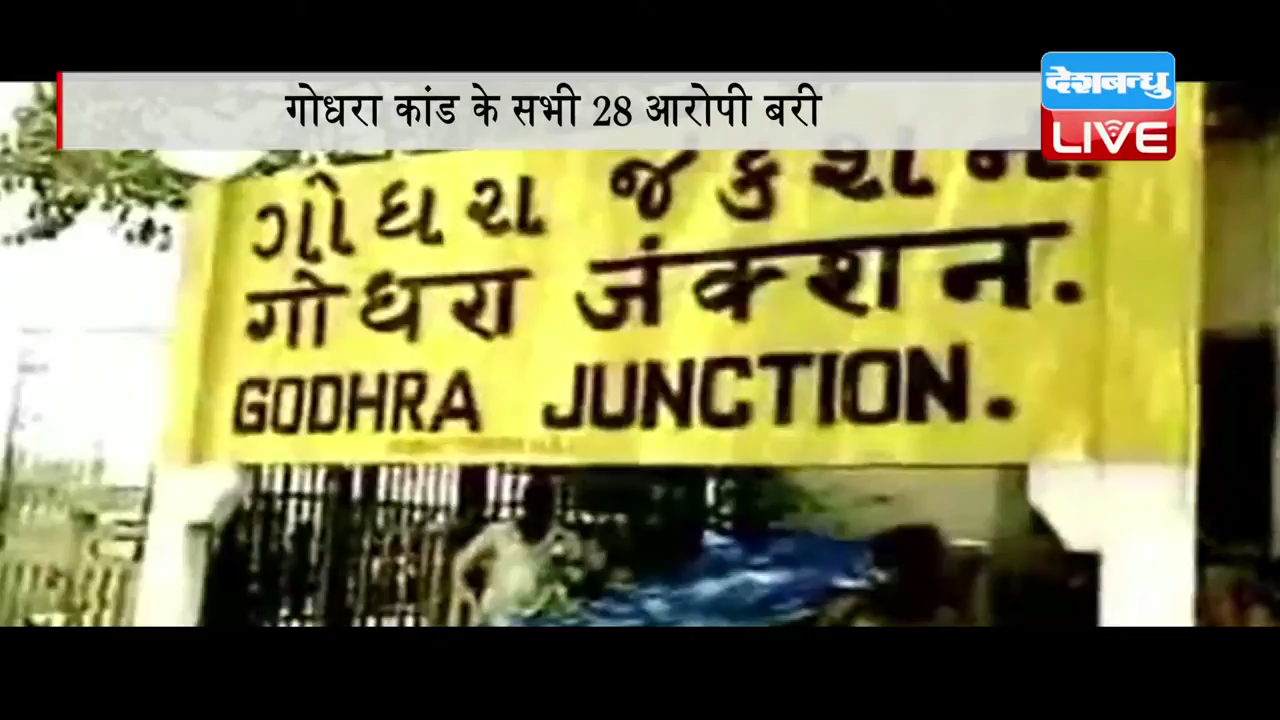 गोधरा कांड के सभी 28 आरोपी बरी
देशबन्धु
LIVE
ગોધરા જંકશન.
गोधरा जंक्शन.
GODHRA JUNCTION.